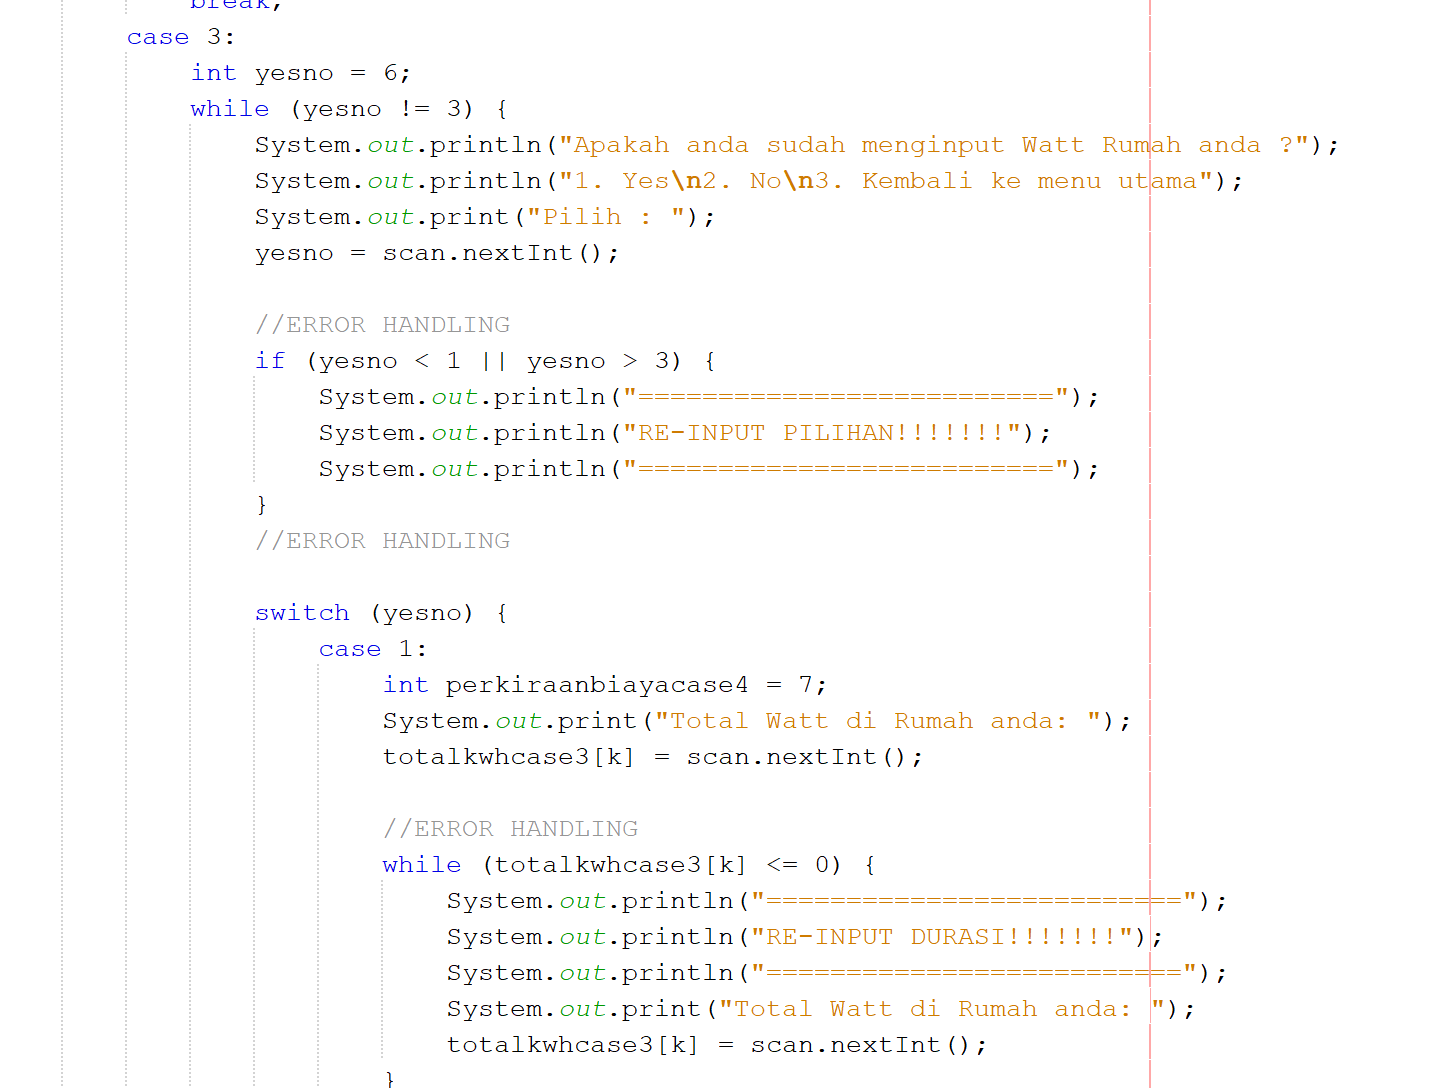 break;
case 3:
int yesno = 6;
while (yesno != 3) {
System.out.println("Apakah anda sudah menginput Watt Rumah anda ?");
System.out.println("1. Yes\n2. No\n3. Kembali ke menu utama");
System.out.print("Pilih : ");
yesno = scan.nextInt();
//ERROR HANDLING
if (yesno < 1 || yesno > 3) {
System.out.println("==========================");
System.out.println("RE-INPUT PILIHAN!!!!!!!");
System.out.println("==========================");
}
//ERROR HANDLING
switch (yesno) {
case 1:
int perkiraanbiayacase4 = 7;
System.out.print("Total Watt di Rumah anda: ");
totalkwhcase3[k] = scan.nextInt();
//ERROR HANDLING
while (totalkwhcase3[k] <= 0) {
System.out.println("==========================");
System.out.println("RE-INPUT DURASI!!!!!!!");
System.out.println("==========================");
System.out.print("Total Watt di Rumah anda: ");
totalkwhcase3[k] = scan.nextInt();
}